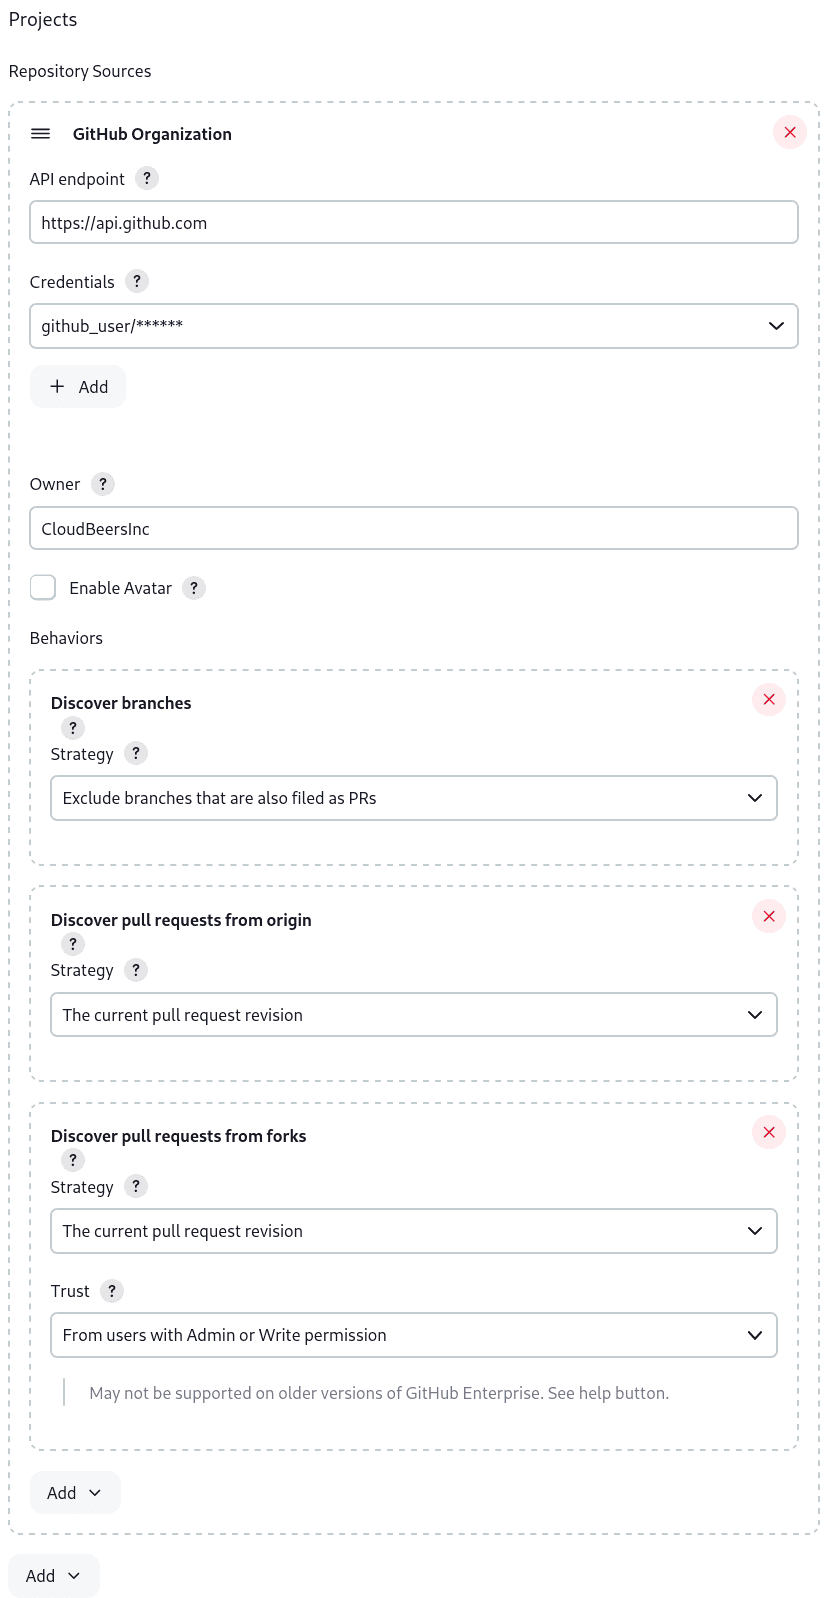 Projects
Repository Sources
GitHub Organization
API endpoint ?
https://api.github.com
Credentials ?
github_user/******
+ Add
Owner ?
CloudBeersInc
Enable Avatar ?
Behaviors
Discover branches
?
Strategy ?
Exclude branches that are also filed as PRs
Discover pull requests from origin
?
Strategy ?
The current pull request revision
Discover pull requests from forks
?
Strategy ?
The current pull request revision
Trust ?
From users with Admin or Write permission
May not be supported on older versions of GitHub Enterprise. See help button.
Add
Add